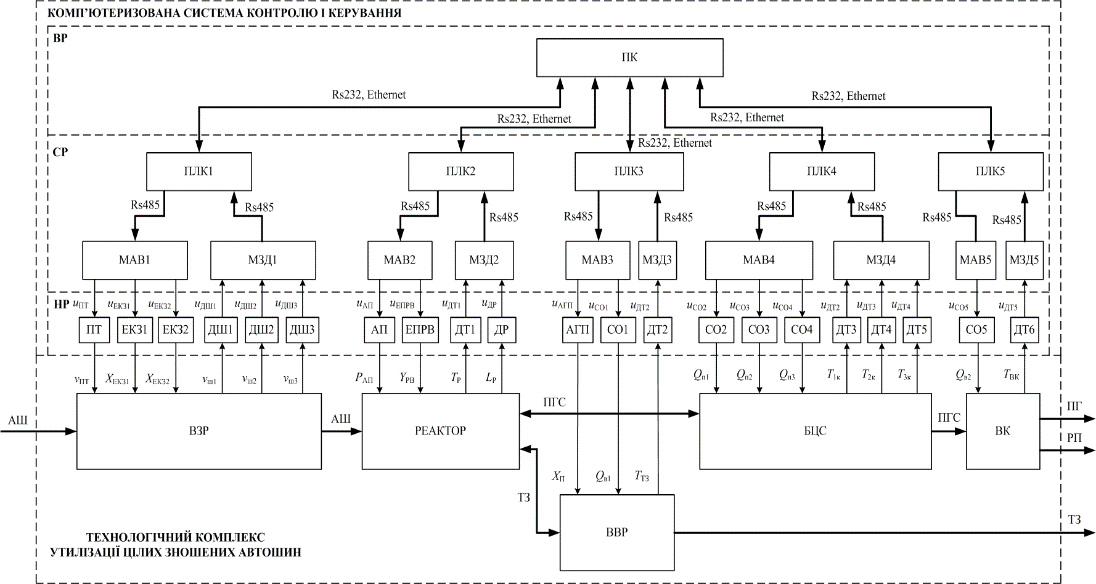 КОМП'ЮТЕРИЗОВАНА СИСТЕМА КОНТРОЛЮ І КЕРУВАННЯ
ВР
ПК
Rs232, Ethernet
Rs232, Ethernet
Rs232, Ethernet
Rs232, Ethernet
Rs232, Ethernet
СР
ПЛК1 ПЛК2 ПЛК3 ПЛК4 ПЛК5
Rs485 Rs485 Rs485 Rs485 Rs485 Rs485 Rs485 Rs485 Rs485 Rs485
МАВ1 МЗД1 МАВ2 МЗД2 МАВ3 МЗД3 МАВ4 МЗД4 МАВ5 МЗД5
НР
uПТ uЕКЗ1 uЕКЗ2 uДШ1 uДШ2 uДШ3 uАП uЕПРВ uДТ1 uДР uАГП uСО1 uДТ2 uСО2 uСО3 uСО4 uДТ2 uДТ3 uДТ4 uСО5 uДТ5
ПТ ЕКЗ1 ЕКЗ2 ДШ1 ДШ2 ДШ3 АП ЕПРВ ДТ1 ДР АГП СО1 ДТ2 СО2 СО3 СО4 ДТ3 ДТ4 ДТ5 СО5 ДТ6
vПТ XЕКЗ1 XЕКЗ2 vш1 vш2 vш3 PАП YРВ TР LР Qп1 Qп2 Qп3 T1к T2к T3к Qв2 TВК
АШ ВЗР АШ РЕАКТОР ПГС БЦС ПГС ВК ПГ
РП
XП Qв1 TТЗ
ТЗ
ВВР
ТЗ
ТЕХНОЛОГІЧНИЙ КОМПЛЕКС
УТИЛІЗАЦІЇ ЦІЛИХ ЗНОШЕНИХ АВТОШИН